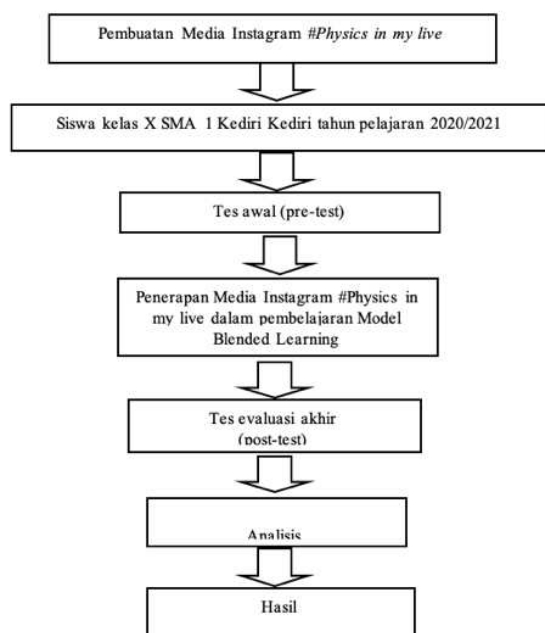 Pembuatan Media Instagram #Physics in my live
Siswa kelas X SMA 1 Kediri Kediri tahun pelajaran 2020/2021
Tes awal (pre-test)
Penerapan Media Instagram #Physics in
my live dalam pembelajaran Model
Blended Learning
Tes evaluasi akhir
(post-test)
Analisis
Hasil